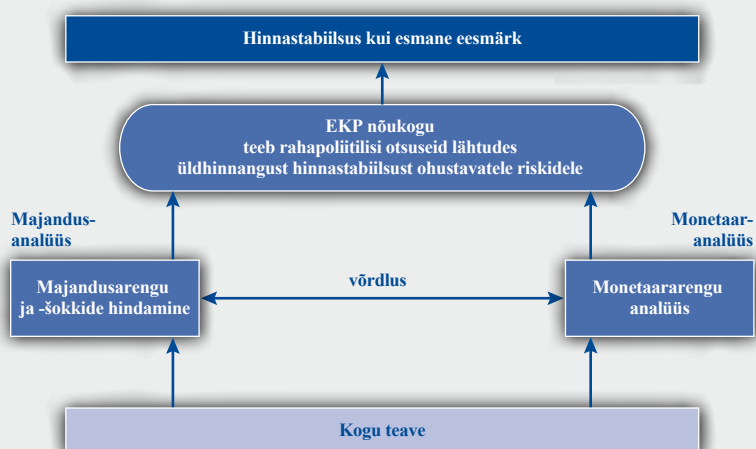 Hinnastabiilsus kui esmane eesmärk
EKP nõukogu
teeb rahapoliitilisi otsuseid lähtudes
üldhinnangust hinnastabiilsust ohustavatele riskidele
Majandus-
analüüs
Monetaar-
analüüs
Majandusarengu
ja -šokkide hindamine
võrdlus
Monetaararengu
analüüs
Kogu teave